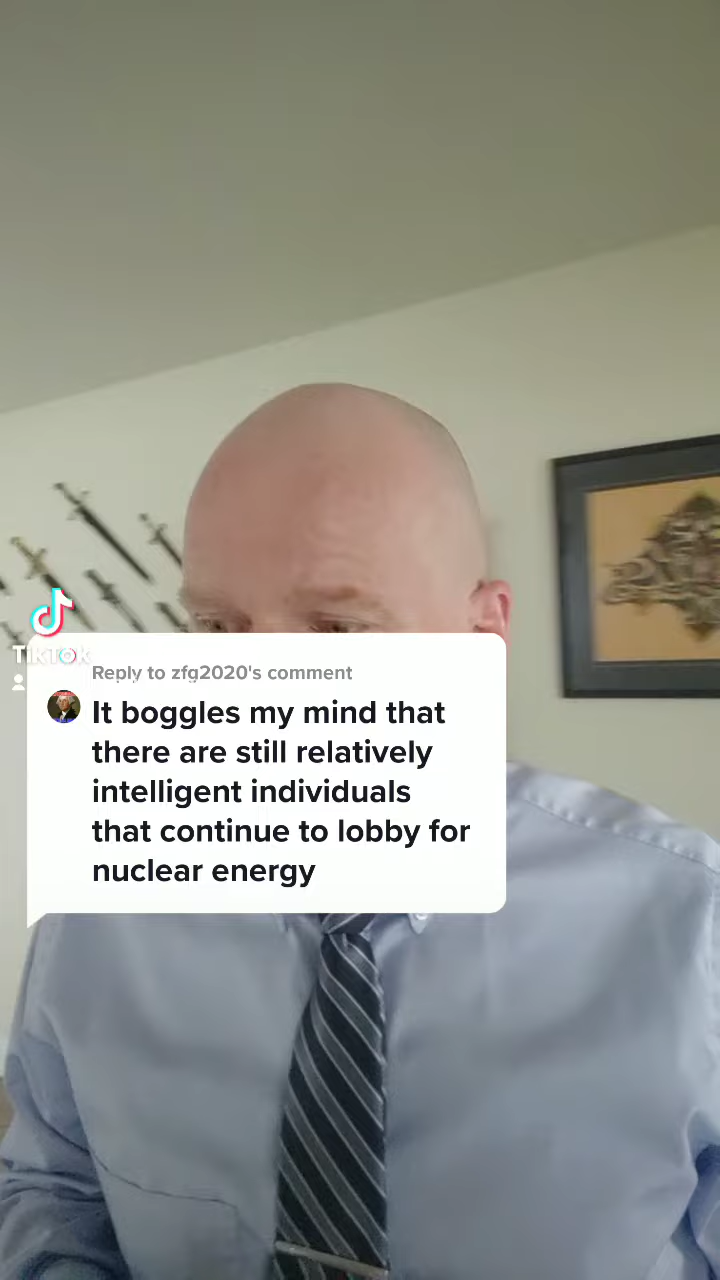 TikTok
Reply to zfg2020's comment
It boggles my mind that
there are still relatively
intelligent individuals
that continue to lobby for
nuclear energy